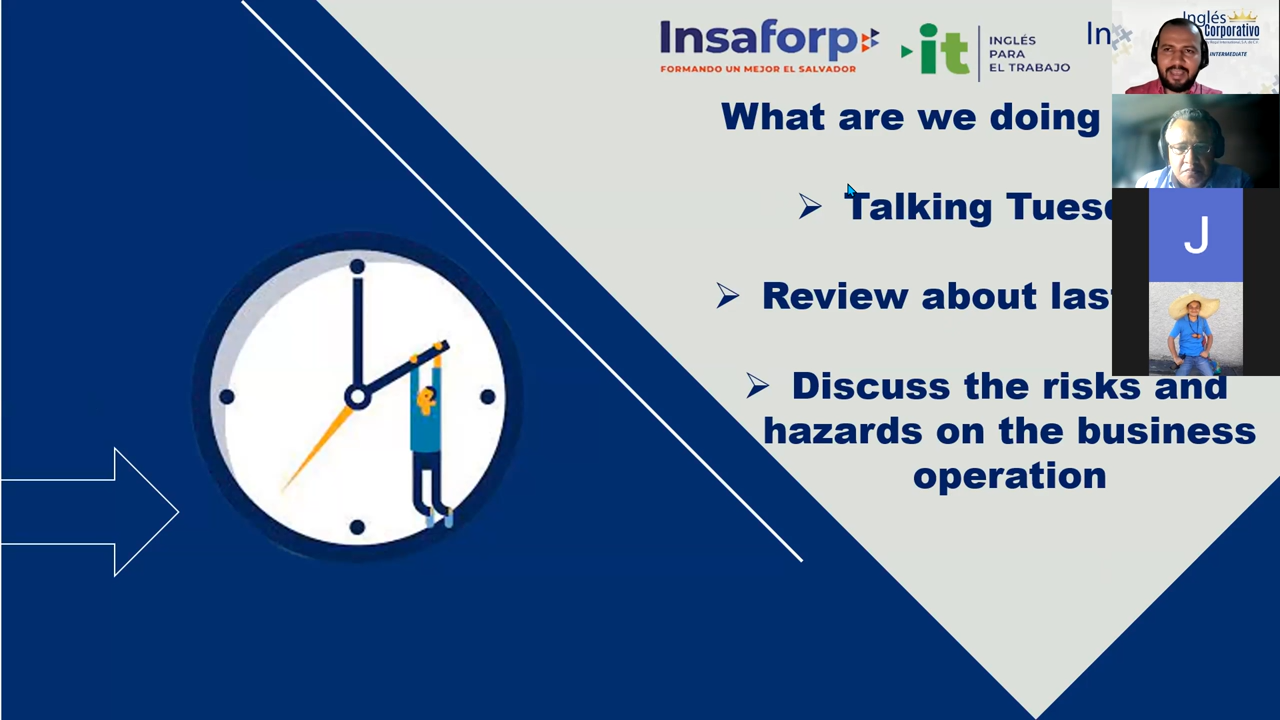 Insaforp
FORMANDO UN MEJOR EL SALVADOR
it
INGLÉS
PARA
EL TRABAJO
In
Inglés
Corporativo
INTERMEDIATE
What are we doing
➢ Talking Tues
➢ Review about las
➢ Discuss the risks and
hazards on the business
operation
J